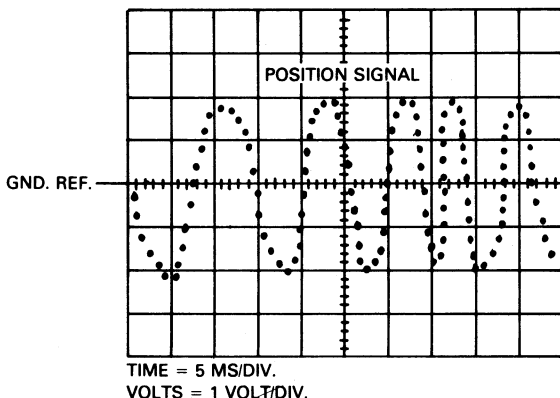 POSITION SIGNAL
GND. REF.
TIME = 5 MS/DIV.
VOLTS = 1 VOLT/DIV.